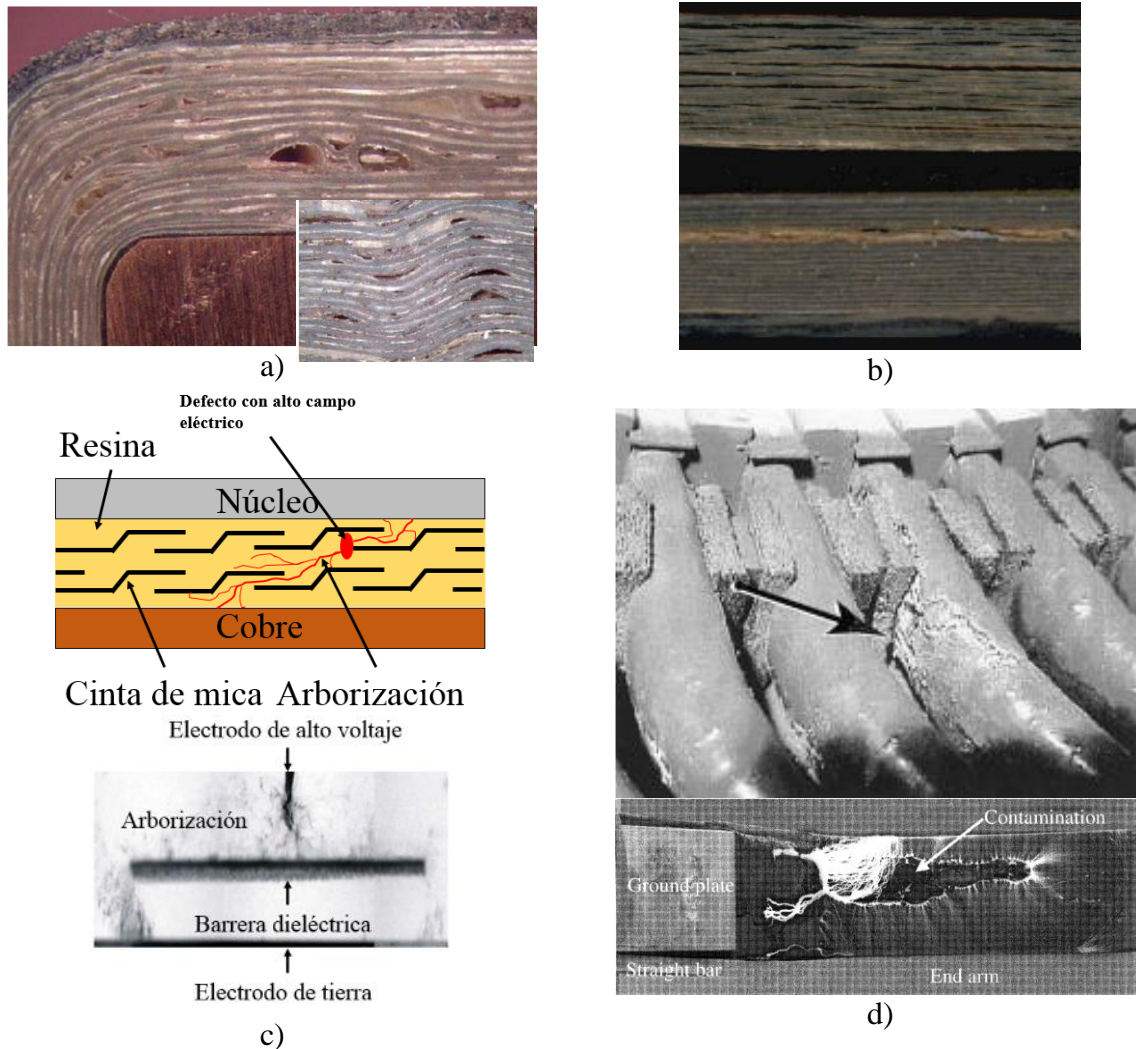 a)
b)
Defecto con alto campo
eléctrico
Resina
Núcleo
Cobre
Cinta de mica Arborización
Electrodo de alto voltaje
Arborización
Barrera dieléctrica
Electrodo de tierra
c)
Contamination
Ground plate
Straight bar
End arm
d)